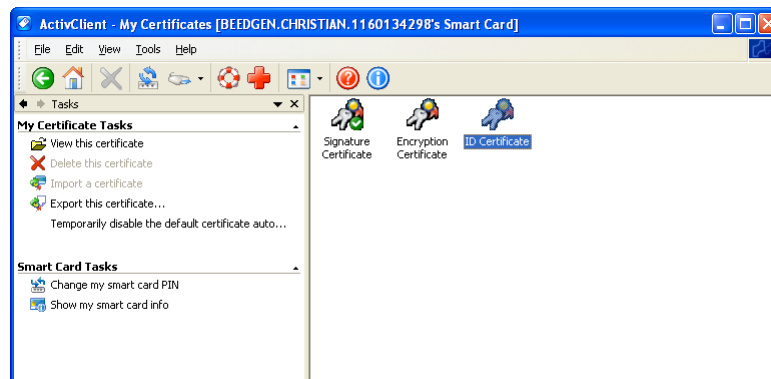 ActivClient - My Certificates [BEEDGEN.CHRISTIAN.1160134298's Smart Card]
File Edit View Tools Help
Tasks
My Certificate Tasks
View this certificate
Delete this certificate
Import a certificate
Export this certificate...
Temporarily disable the default certificate auto...
Smart Card Tasks
Change my smart card PIN
Show my smart card info
Signature
Certificate
Encryption
Certificate
ID Certificate